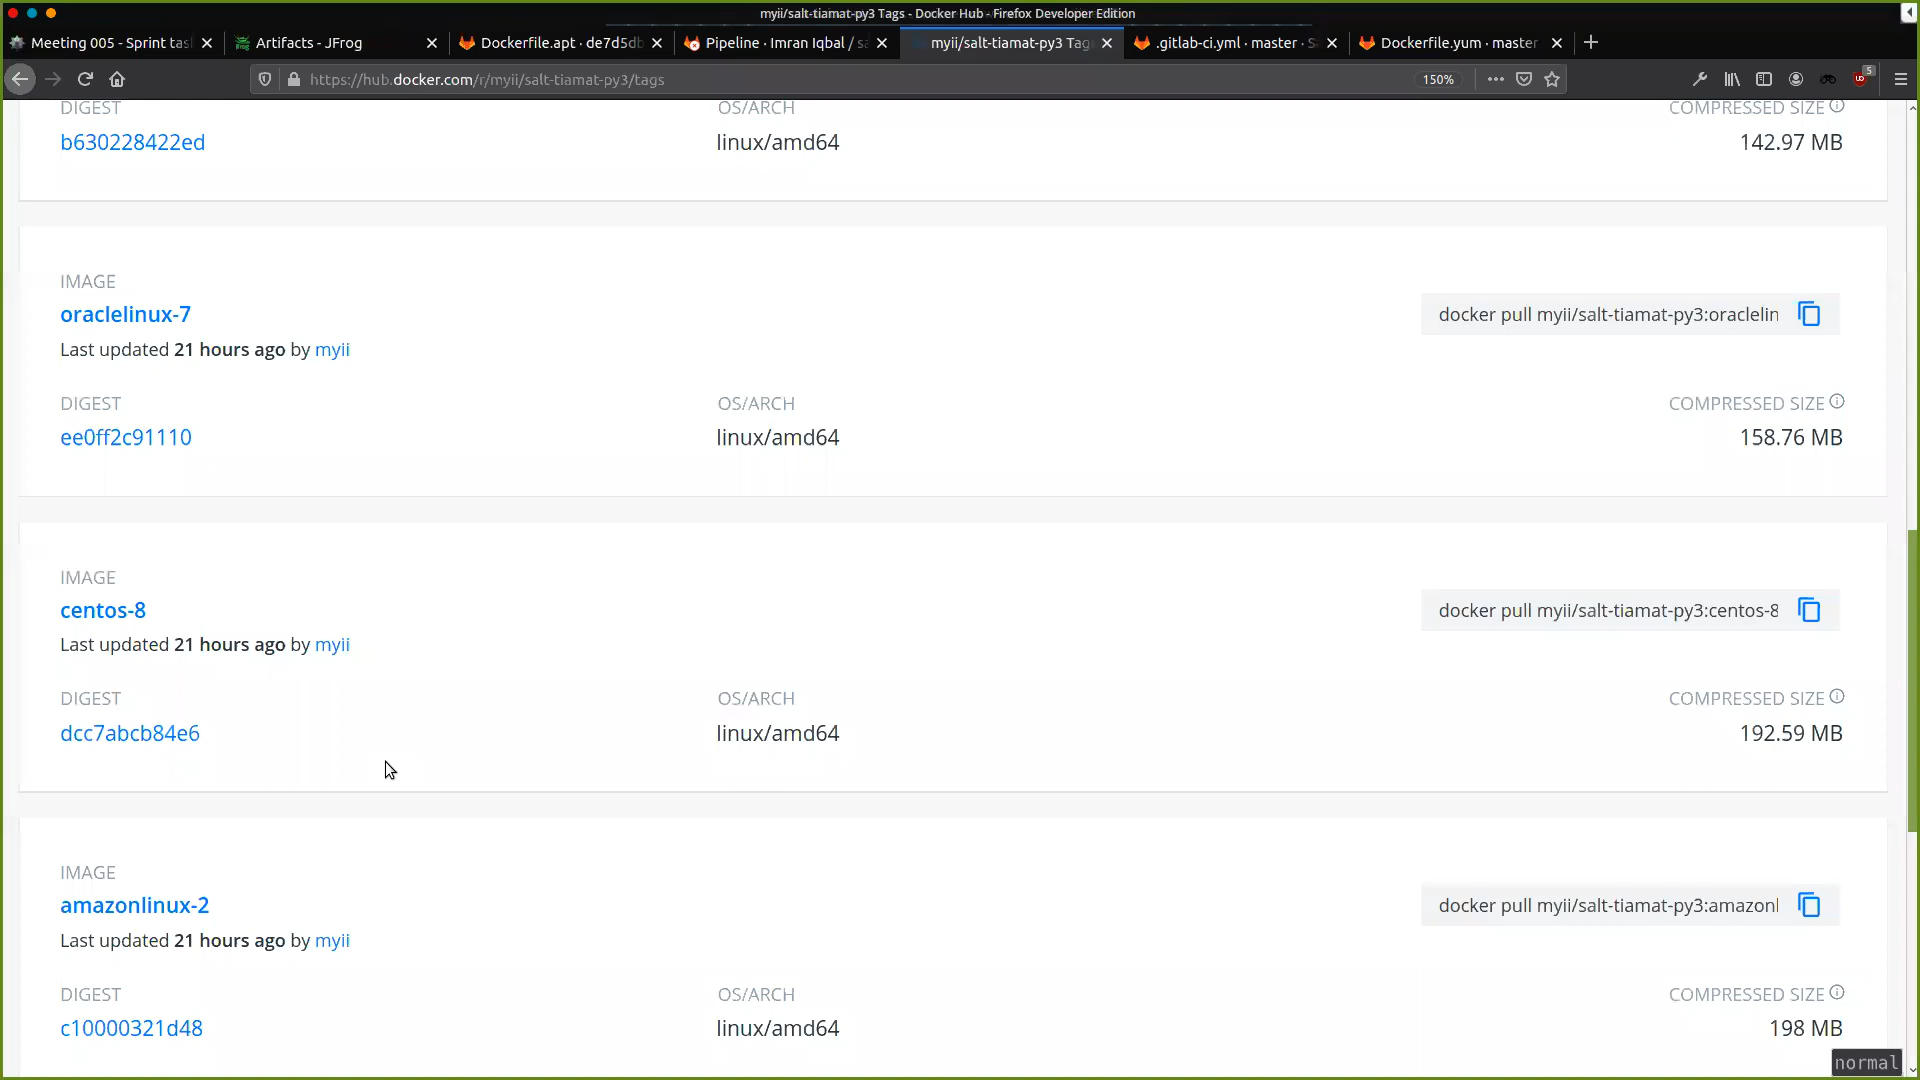 myii/salt-tiamat-py3 Tags - Docker Hub - Firefox Developer Edition
Meeting 005 - Sprint tas
Artifacts - JFrog
Dockerfile.apt · de7d5db
Pipeline · Imran Iqbal / sa
myii/salt-tiamat-py3 Tag
.gitlab-ci.yml · master · S
Dockerfile.yum · master
https://hub.docker.com/r/myii/salt-tiamat-py3/tags
150%
5
DIGEST
OS/ARCH
COMPRESSED SIZE
b630228422ed
linux/amd64
142.97 MB
IMAGE
oraclelinux-7
docker pull myii/salt-tiamat-py3:oraclelin
Last updated 21 hours ago by myii
DIGEST
OS/ARCH
COMPRESSED SIZE
ee0ff2c91110
linux/amd64
158.76 MB
IMAGE
centos-8
docker pull myii/salt-tiamat-py3:centos-8
Last updated 21 hours ago by myii
DIGEST
OS/ARCH
COMPRESSED SIZE
dcc7abcb84e6
linux/amd64
192.59 MB
IMAGE
amazonlinux-2
docker pull myii/salt-tiamat-py3:amazonl
Last updated 21 hours ago by myii
DIGEST
OS/ARCH
COMPRESSED SIZE
c10000321d48
linux/amd64
198 MB
normal